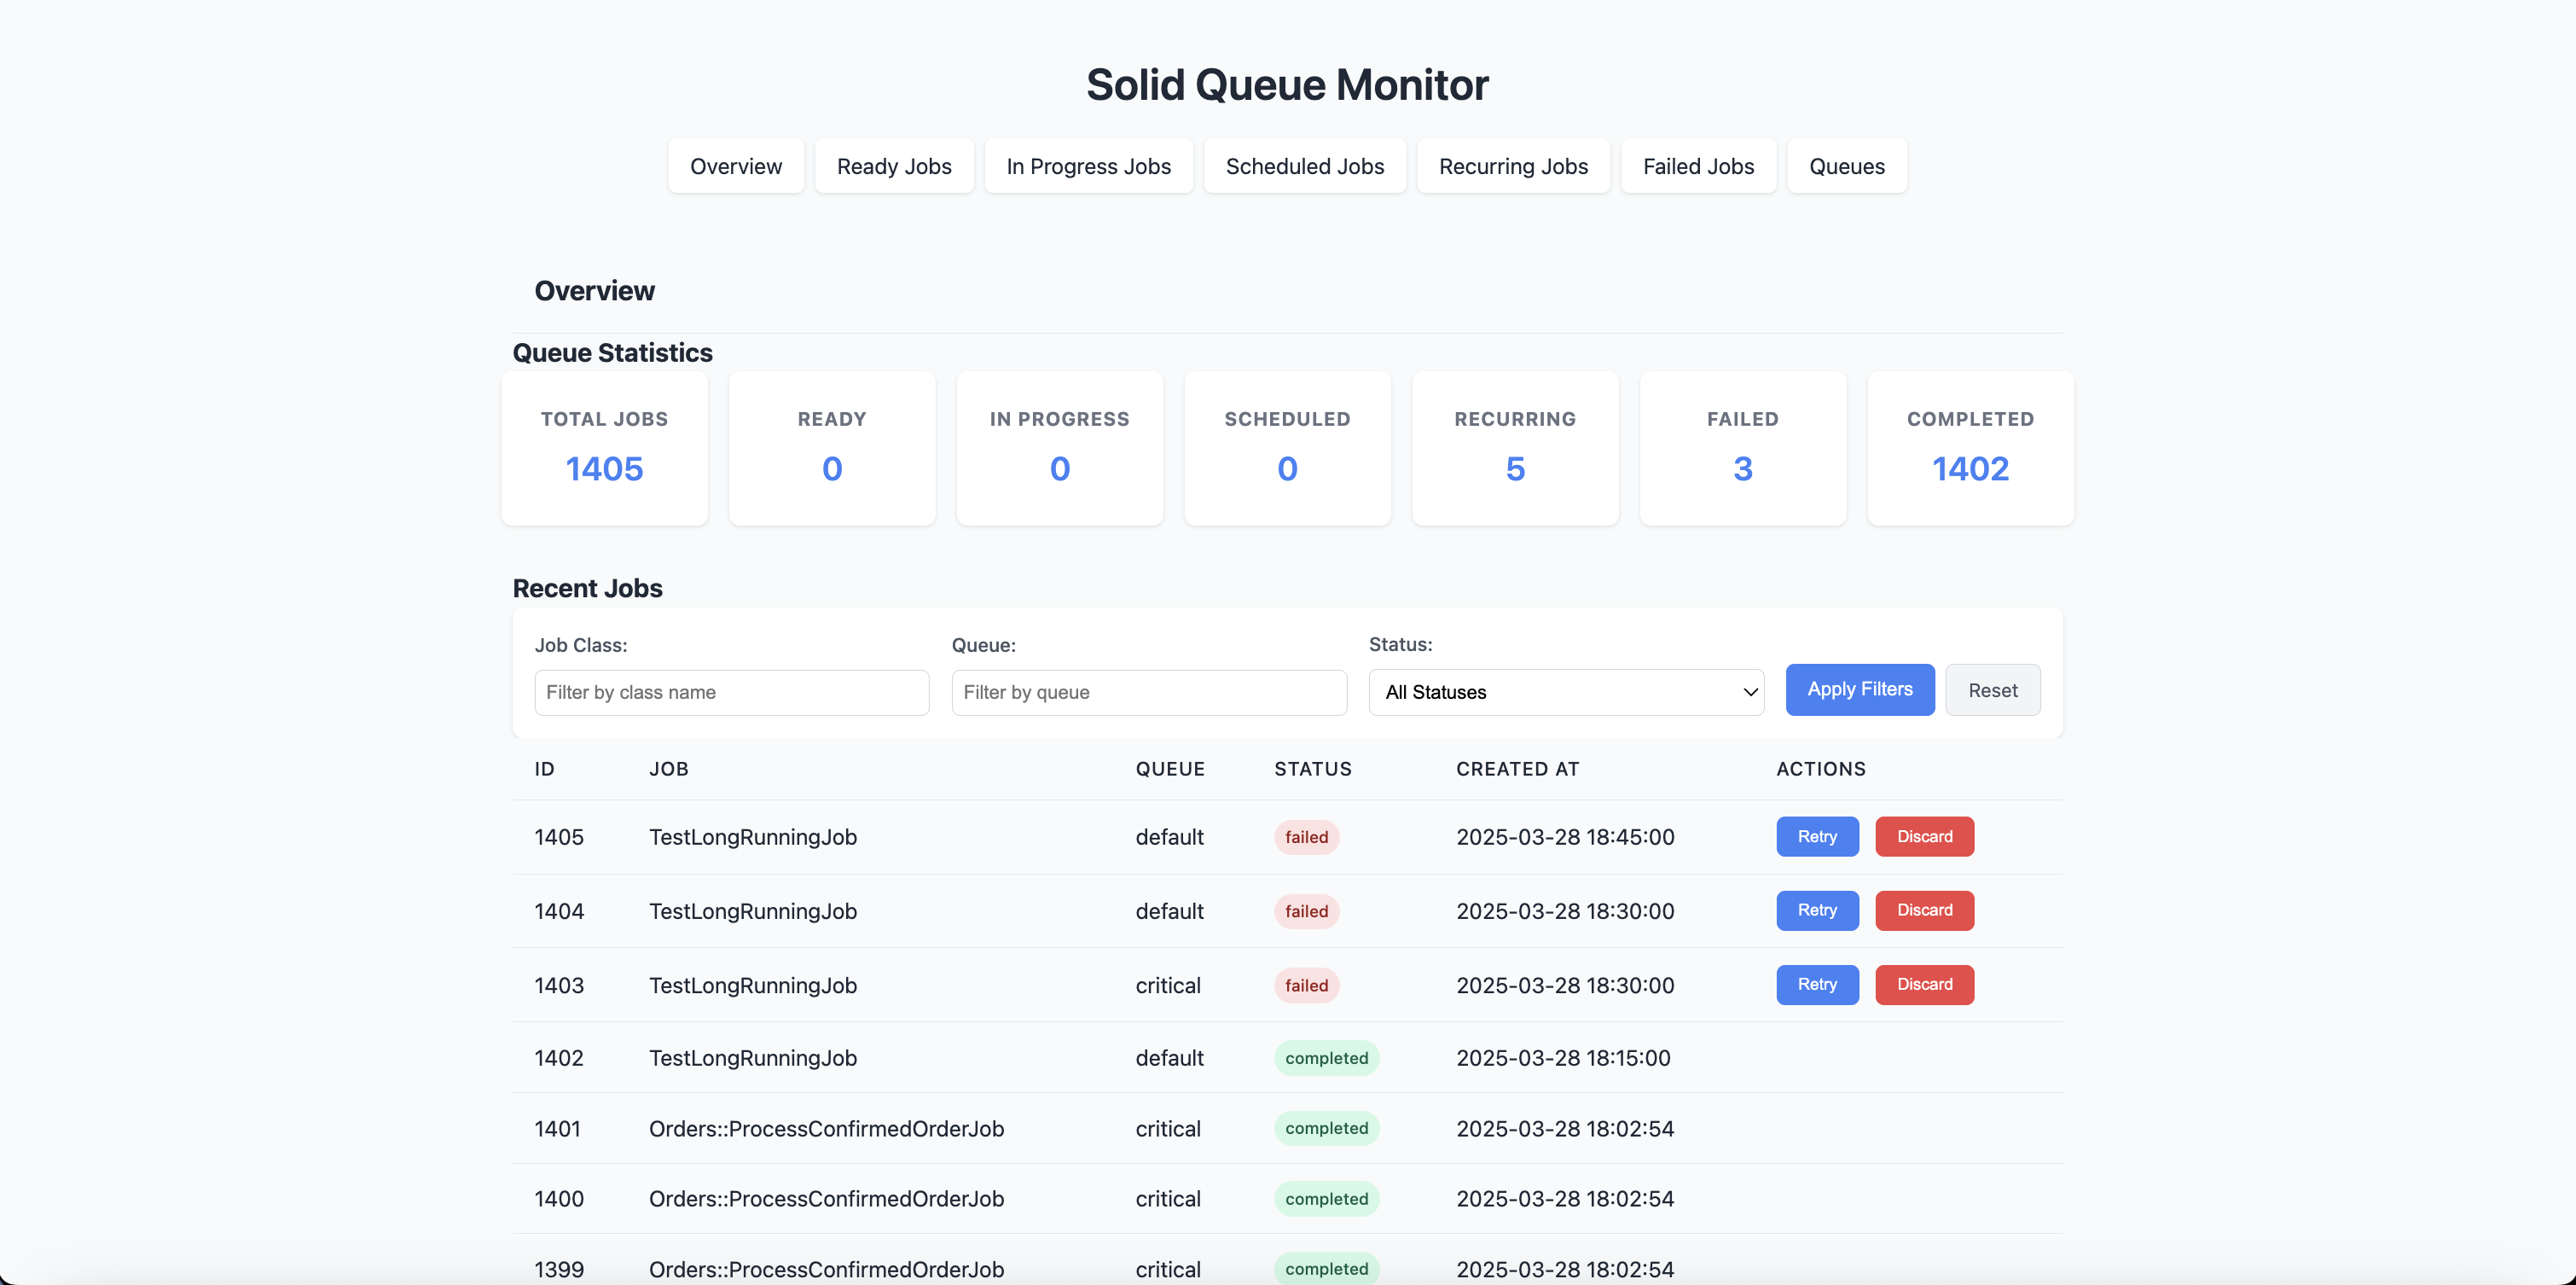 Solid Queue Monitor
Overview Ready Jobs In Progress Jobs Scheduled Jobs Recurring Jobs Failed Jobs Queues
Overview
Queue Statistics
TOTAL JOBS READY IN PROGRESS SCHEDULED RECURRING FAILED COMPLETED
1405 0 0 0 5 3 1402
Recent Jobs
Job Class: Queue: Status:
Filter by class name Filter by queue All Statuses Apply Filters Reset
ID JOB QUEUE STATUS CREATED AT ACTIONS
1405 TestLongRunningJob default failed 2025-03-28 18:45:00 Retry Discard
1404 TestLongRunningJob default failed 2025-03-28 18:30:00 Retry Discard
1403 TestLongRunningJob critical failed 2025-03-28 18:30:00 Retry Discard
1402 TestLongRunningJob default completed 2025-03-28 18:15:00
1401 Orders::ProcessConfirmedOrderJob critical completed 2025-03-28 18:02:54
1400 Orders::ProcessConfirmedOrderJob critical completed 2025-03-28 18:02:54
1399 Orders::ProcessConfirmedOrderJob critical completed 2025-03-28 18:02:54